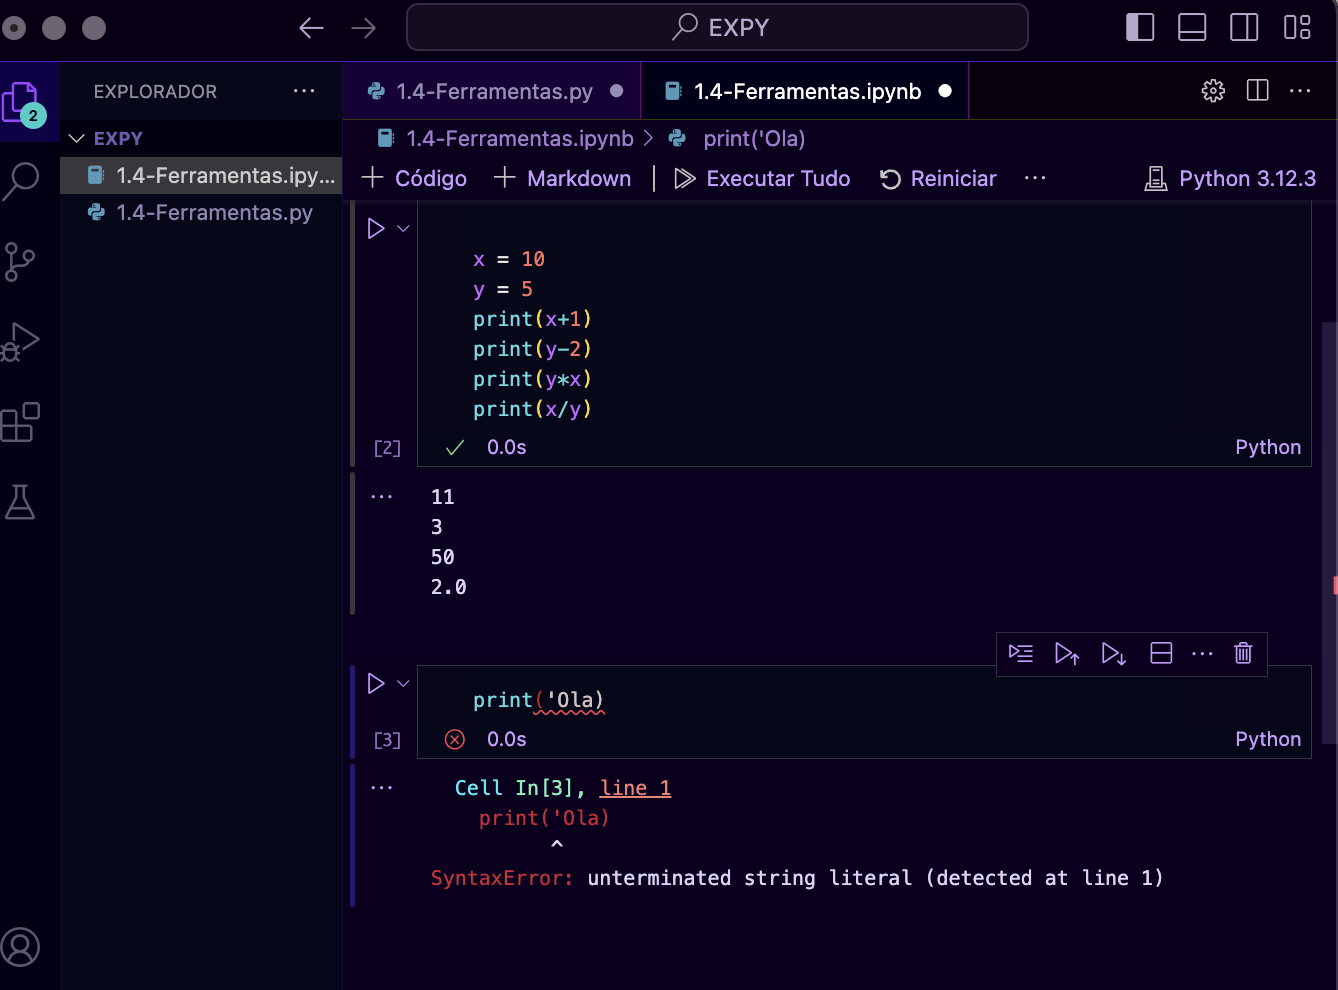 EXPY
EXPLORADOR
1.4-Ferramentas.py
1.4-Ferramentas.ipynb
2
EXPY
1.4-Ferramentas.ipynb > print('Ola)
1.4-Ferramentas.ipy...
1.4-Ferramentas.py
Código
Markdown
Executar Tudo
Reiniciar
Python 3.12.3
x = 10
y = 5
print(x+1)
print(y-2)
print(y*x)
print(x/y)
[2] 0.0s Python
11
3
50
2.0
print('Ola)
[3] 0.0s Python
Cell In[3], line 1
print('Ola)
^
SyntaxError: unterminated string literal (detected at line 1)